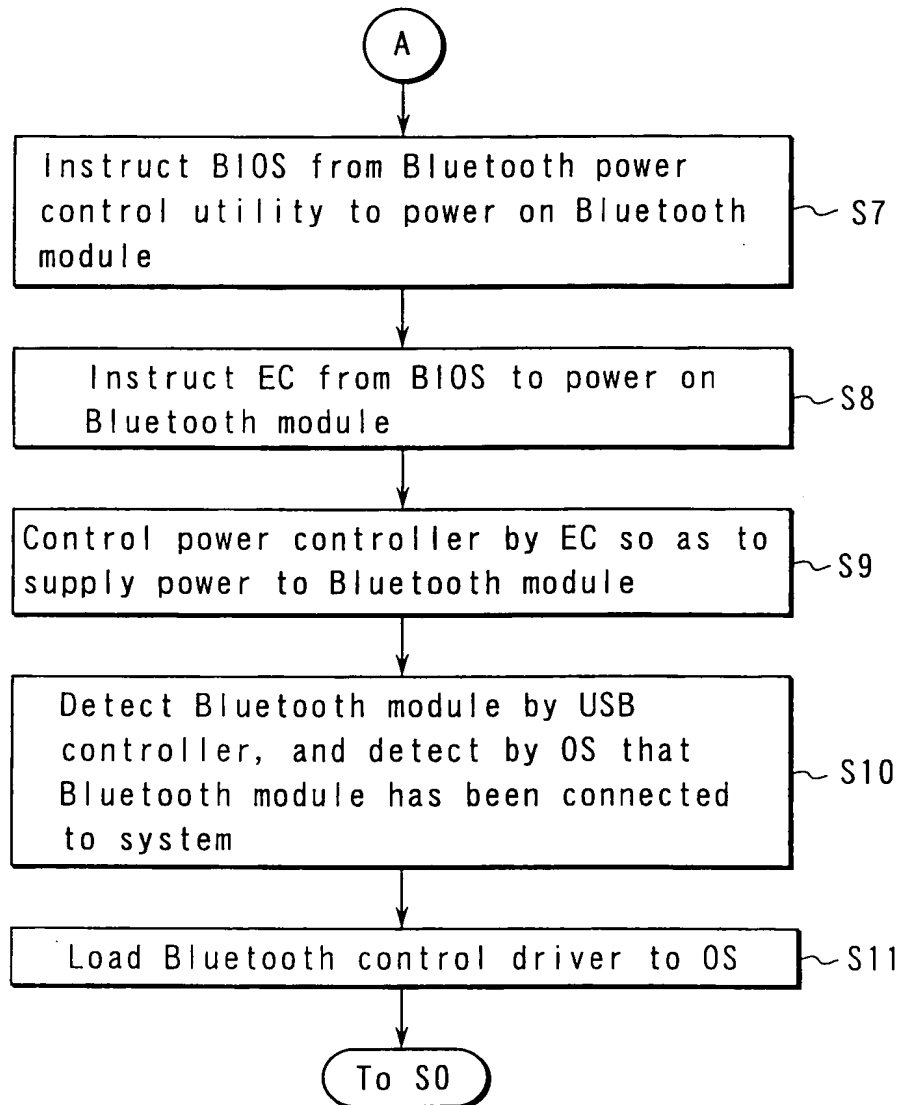 A
Instruct BIOS from Bluetooth power
control utility to power on Bluetooth
module
S7
Instruct EC from BIOS to power on
Bluetooth module
S8
Control power controller by EC so as to
supply power to Bluetooth module
S9
Detect Bluetooth module by USB
controller, and detect by OS that
Bluetooth module has been connected
to system
S10
Load Bluetooth control driver to OS
S11
To S0